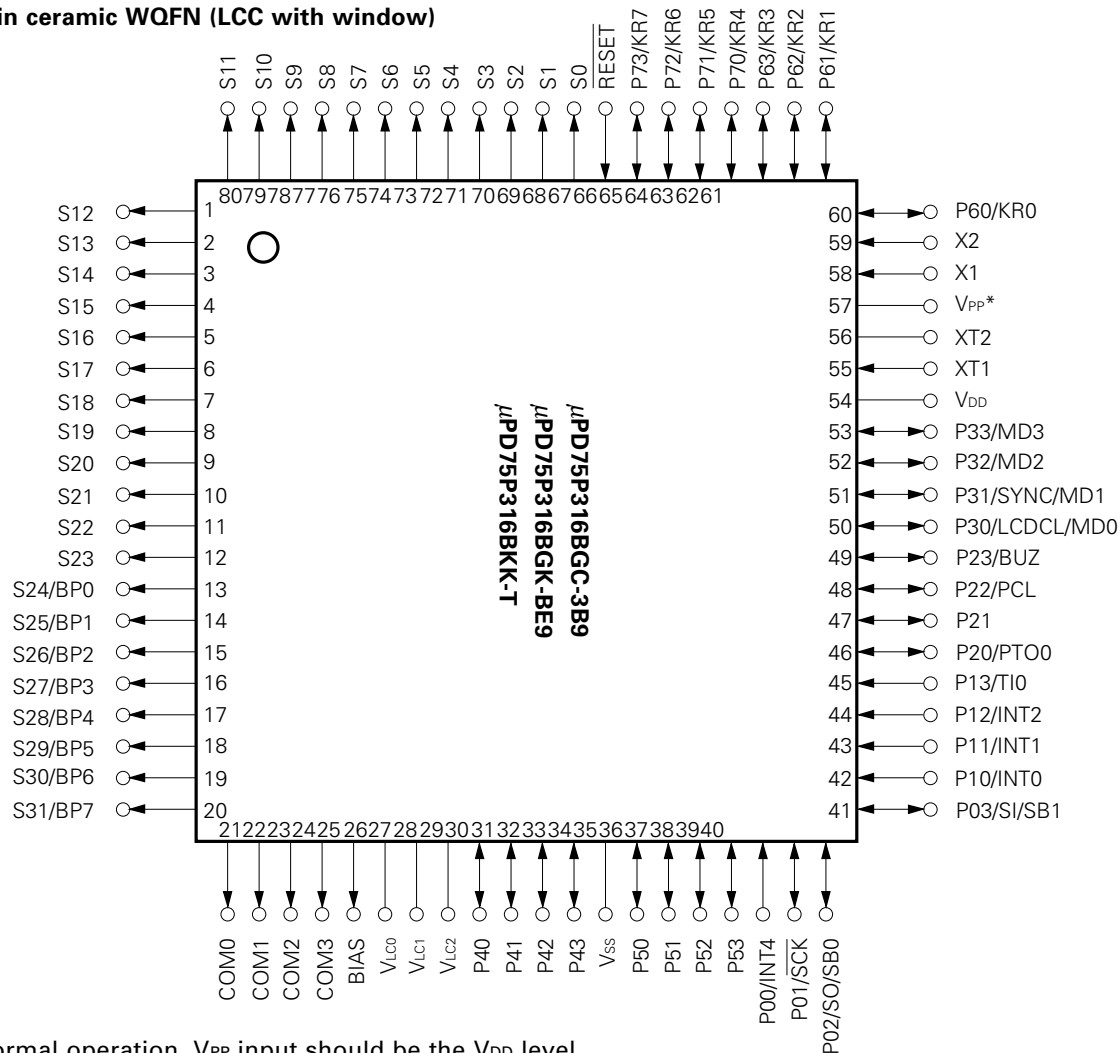 in ceramic WQFN (LCC with window)
S11
S10
S9
S8
S7
S6
S5
S4
S3
S2
S1
S0
RESET
P73/KR7
P72/KR6
P71/KR5
P70/KR4
P63/KR3
P62/KR2
P61/KR1
80 79 78 77 76 75 74 73 72 71 70 69 68 67 66 65 64 63 62 61
S12 1
S13 2
S14 3
S15 4
S16 5
S17 6
S18 7
S19 8
S20 9
S21 10
S22 11
S23 12
S24/BP0 13
S25/BP1 14
S26/BP2 15
S27/BP3 16
S28/BP4 17
S29/BP5 18
S30/BP6 19
S31/BP7 20
μPD75P316BGC-3B9
μPD75P316BGK-BE9
μPD75P316BKK-T
60 P60/KR0
59 X2
58 X1
57 VPP*
56 XT2
55 XT1
54 VDD
53 P33/MD3
52 P32/MD2
51 P31/SYNC/MD1
50 P30/LCDCL/MD0
49 P23/BUZ
48 P22/PCL
47 P21
46 P20/PTO0
45 P13/TI0
44 P12/INT2
43 P11/INT1
42 P10/INT0
41 P03/SI/SB1
21 22 23 24 25 26 27 28 29 30 31 32 33 34 35 36 37 38 39 40
COM0
COM1
COM2
COM3
BIAS
VLC0
VLC1
VLC2
P40
P41
P42
P43
VSS
P50
P51
P52
P53
P00/INT4
P01/SCK
P02/SO/SB0
ormal operation, VPP input should be the VDD level